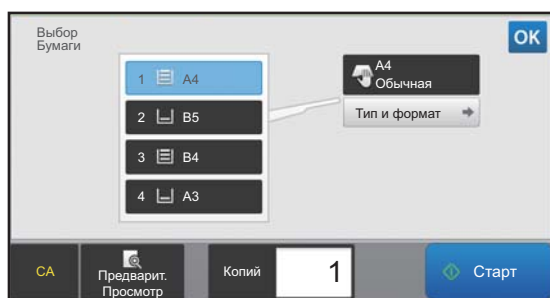 Выбор
Бумаги
OK
1 A4
A4
Обычная
2 B5
Тип и формат
3 B4
4 A3
CA
Предварит.
Просмотр
Копий
1
Старт